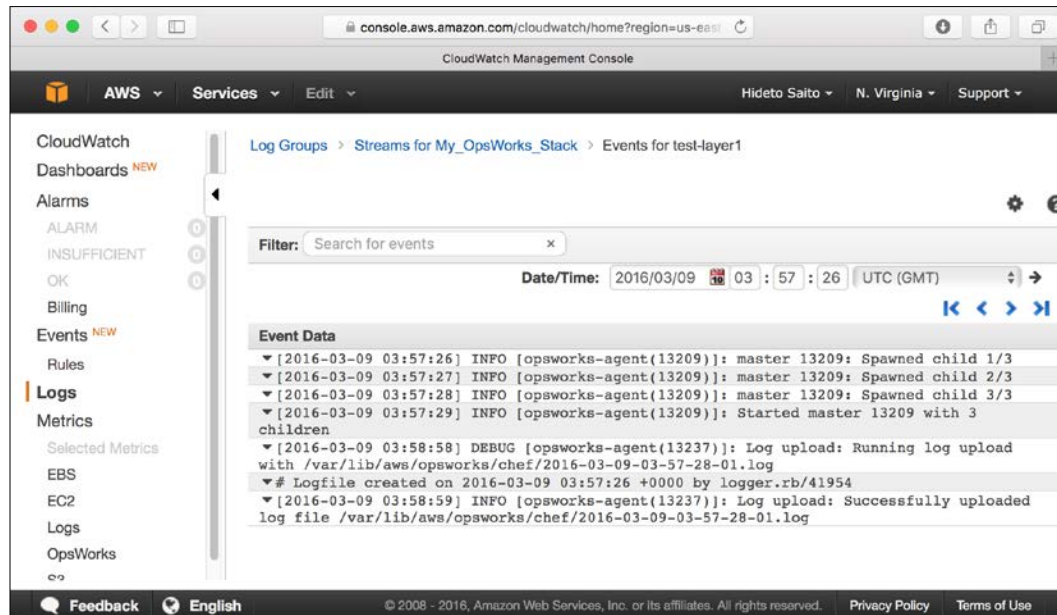 console.aws.amazon.com/cloudwatch/home?region=us-east
CloudWatch Management Console
AWS Services Edit Hideto Saito N. Virginia Support
CloudWatch
Dashboards NEW
Alarms
ALARM 0
INSUFFICIENT 0
OK 0
Billing
Events NEW
Rules
Logs
Metrics
Selected Metrics
EBS
EC2
Logs
OpsWorks
Log Groups > Streams for My_OpsWorks_Stack > Events for test-layer1
Filter: Search for events ×
Date/Time: 2016/03/09 10 03 : 57 : 26 UTC (GMT)
Event Data
[2016-03-09 03:57:26] INFO [opsworks-agent(13209)]: master 13209: Spawned child 1/3
[2016-03-09 03:57:27] INFO [opsworks-agent(13209)]: master 13209: Spawned child 2/3
[2016-03-09 03:57:28] INFO [opsworks-agent(13209)]: master 13209: Spawned child 3/3
[2016-03-09 03:57:29] INFO [opsworks-agent(13209)]: Started master 13209 with 3
children
[2016-03-09 03:58:58] DEBUG [opsworks-agent(13237)]: Log upload: Running log upload
with /var/lib/aws/opsworks/chef/2016-03-09-03-57-28-01.log
# Logfile created on 2016-03-09 03:57:26 +0000 by logger.rb/41954
[2016-03-09 03:58:59] INFO [opsworks-agent(13237)]: Log upload: Successfully uploaded
log file /var/lib/aws/opsworks/chef/2016-03-09-03-57-28-01.log
Feedback English © 2008 - 2016, Amazon Web Services, Inc. or its affiliates. All rights reserved. Privacy Policy Terms of Use